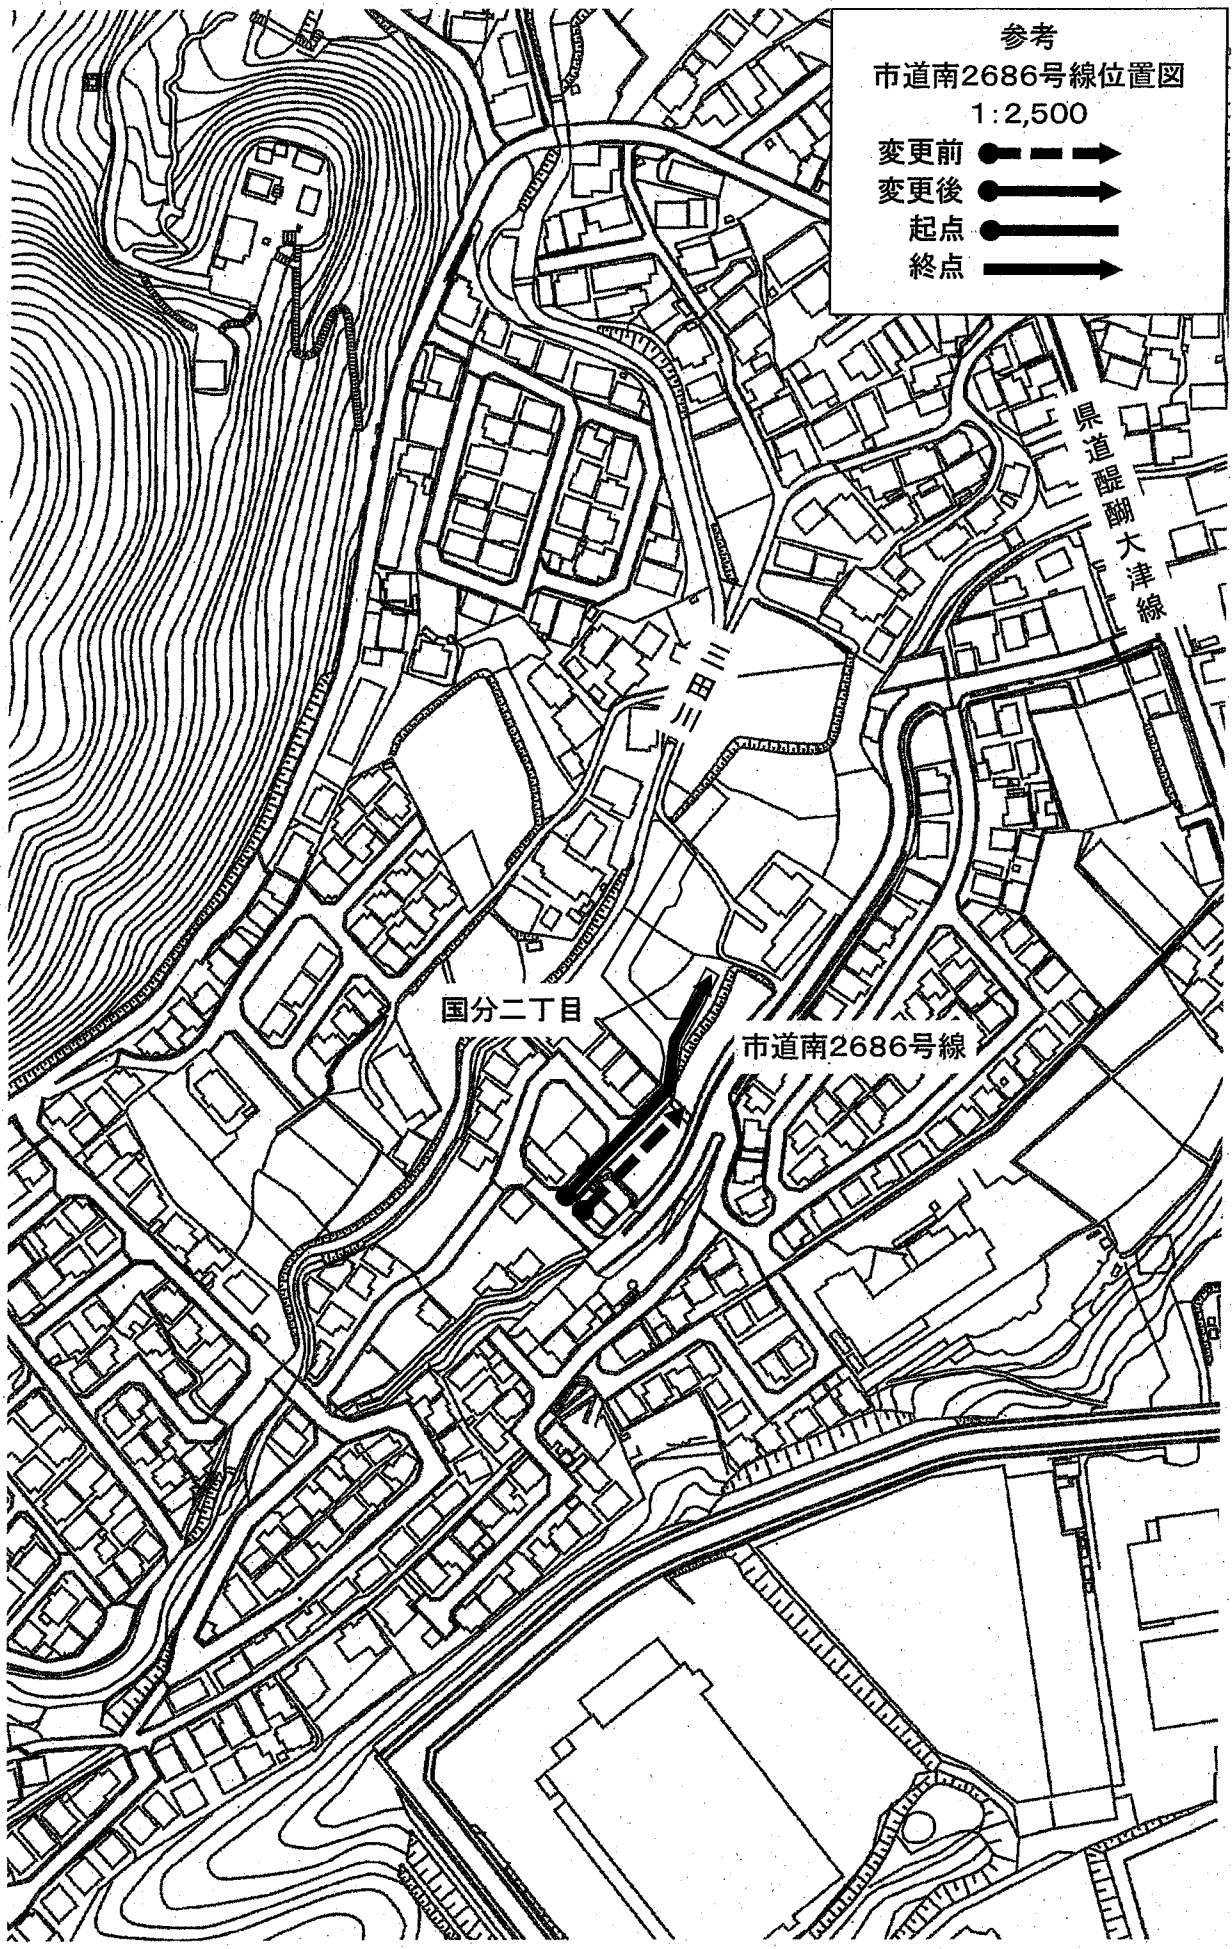 参考
市道南2686号線位置図
1:2,500
変更前
変更後
起点
終点
県道醍醐大津線
三田川
国分二丁目
市道南2686号線